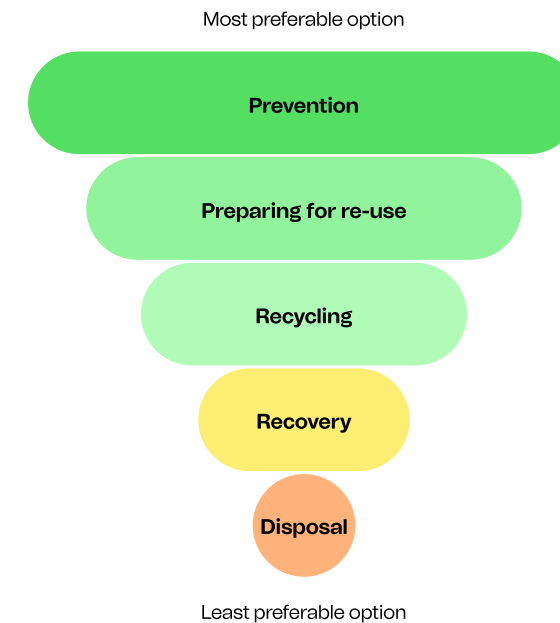 Most preferable option
Prevention
Preparing for re-use
Recycling
Recovery
Disposal
Least preferable option